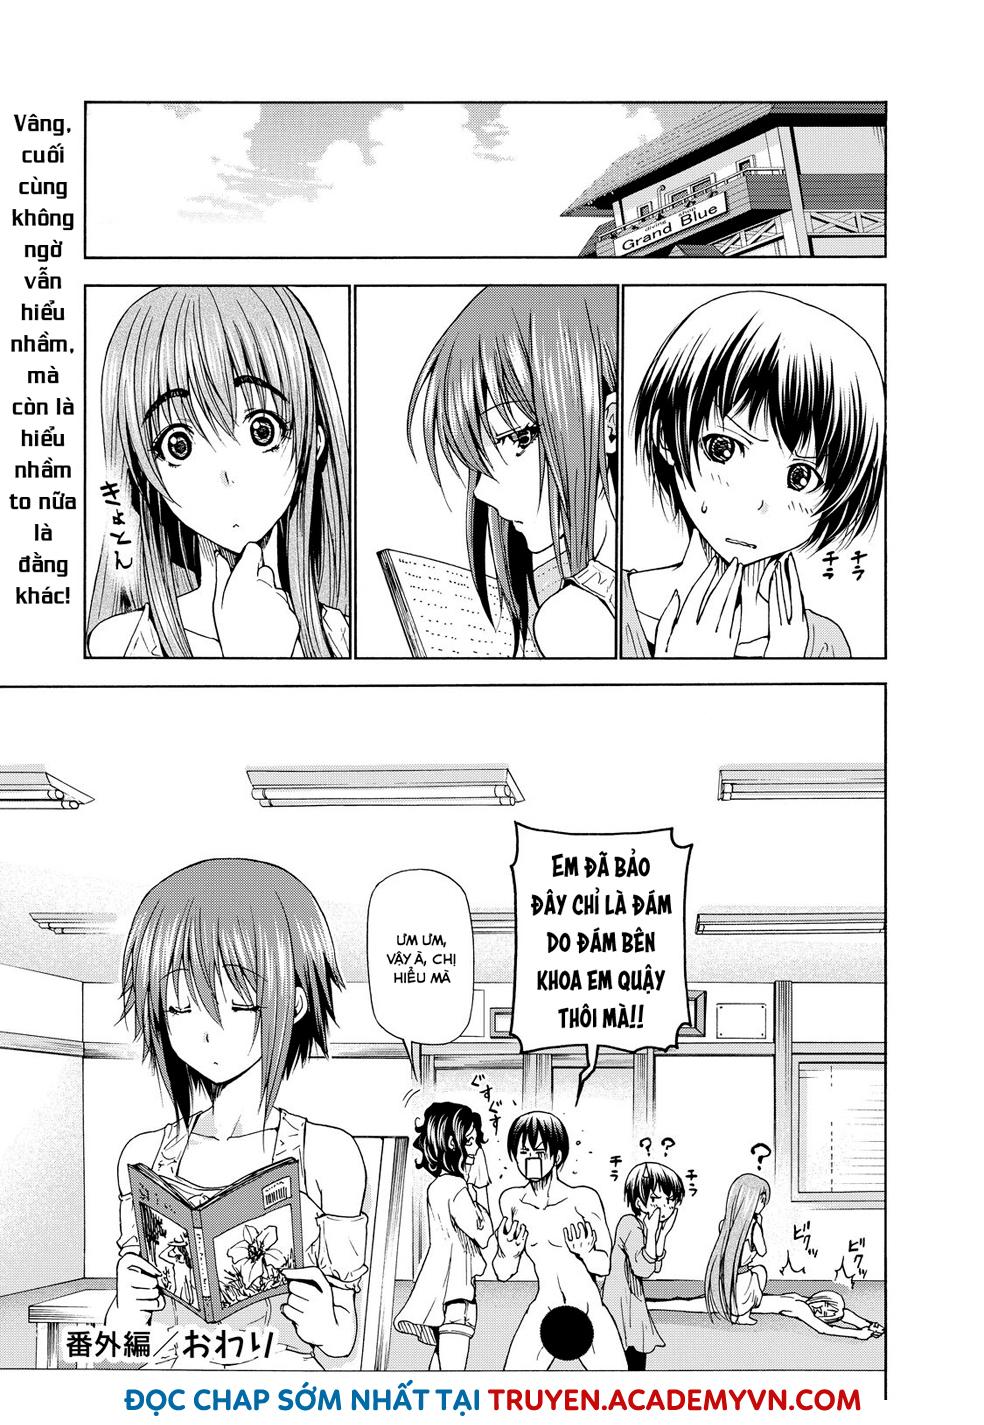 Vâng,
cuối
cùng
không
ngờ
vẫn
hiểu
nhầm,
mà
còn là
hiểu
nhầm
to nữa
là
đằng
khác!
Grand Blue
きょとん
チラ
チラ
EM ĐÃ BẢO
ĐÂY CHỈ LÀ ĐÁM
DO ĐÁM BÊN
KHOA EM QUẬY
THÔI MÀ!!
ƯM ƯM,
VẬY À, CHỊ
HIỂU MÀ
ぐすぐす
チラ
? ?
チラ
?
ビクッ
ビクッ
番外編/おわり
ĐỌC CHAP SỚM NHẤT TẠI TRUYEN.ACADEMYVN.COM